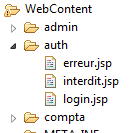 WebContent
admin
auth
erreur.jsp
interdit.jsp
login.jsp
compta